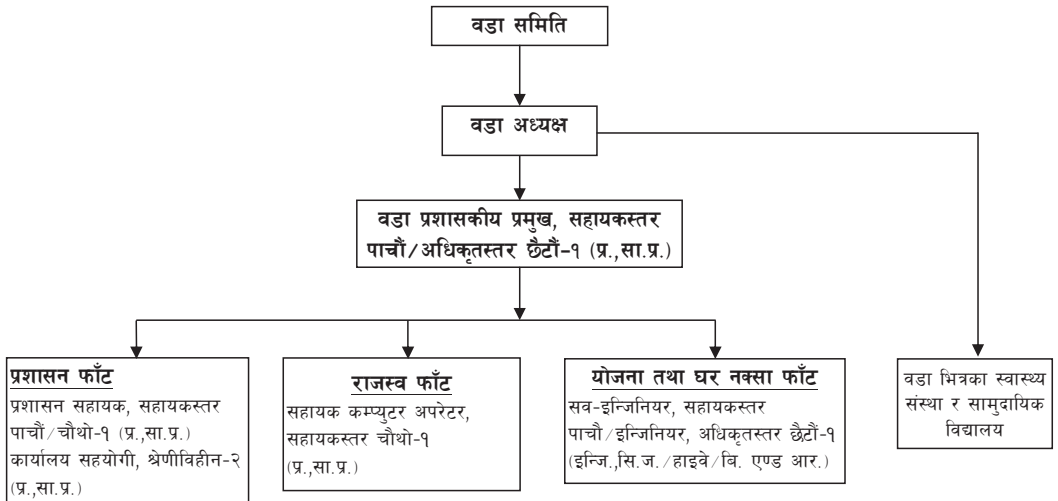 वडा समिति
वडा अध्यक्ष
वडा प्रशासकीय प्रमुख, सहायकस्तर
पाचौं/अधिकृतस्तर छैटौं-१ (प्र.,सा.प्र.)
प्रशासन फाँट
प्रशासन सहायक, सहायकस्तर
पाचौं/चौथो-१ (प्र.,सा.प्र.)
कार्यालय सहयोगी, श्रेणीविहीन-२
(प्र.,सा.प्र.)
राजस्व फाँट
सहायक कम्प्युटर अपरेटर,
सहायकस्तर चौथो-१
(प्र.,सा.प्र.)
योजना तथा घर नक्सा फाँट
सव-इन्जिनियर, सहायकस्तर
पाचौ/इन्जिनियर, अधिकृतस्तर छैटौं-१
(इन्जि.,सि.ज./हाइवे/बि. एण्ड आर.)
वडा भित्रका स्वास्थ्य
संस्था र सामुदायिक
विद्यालय